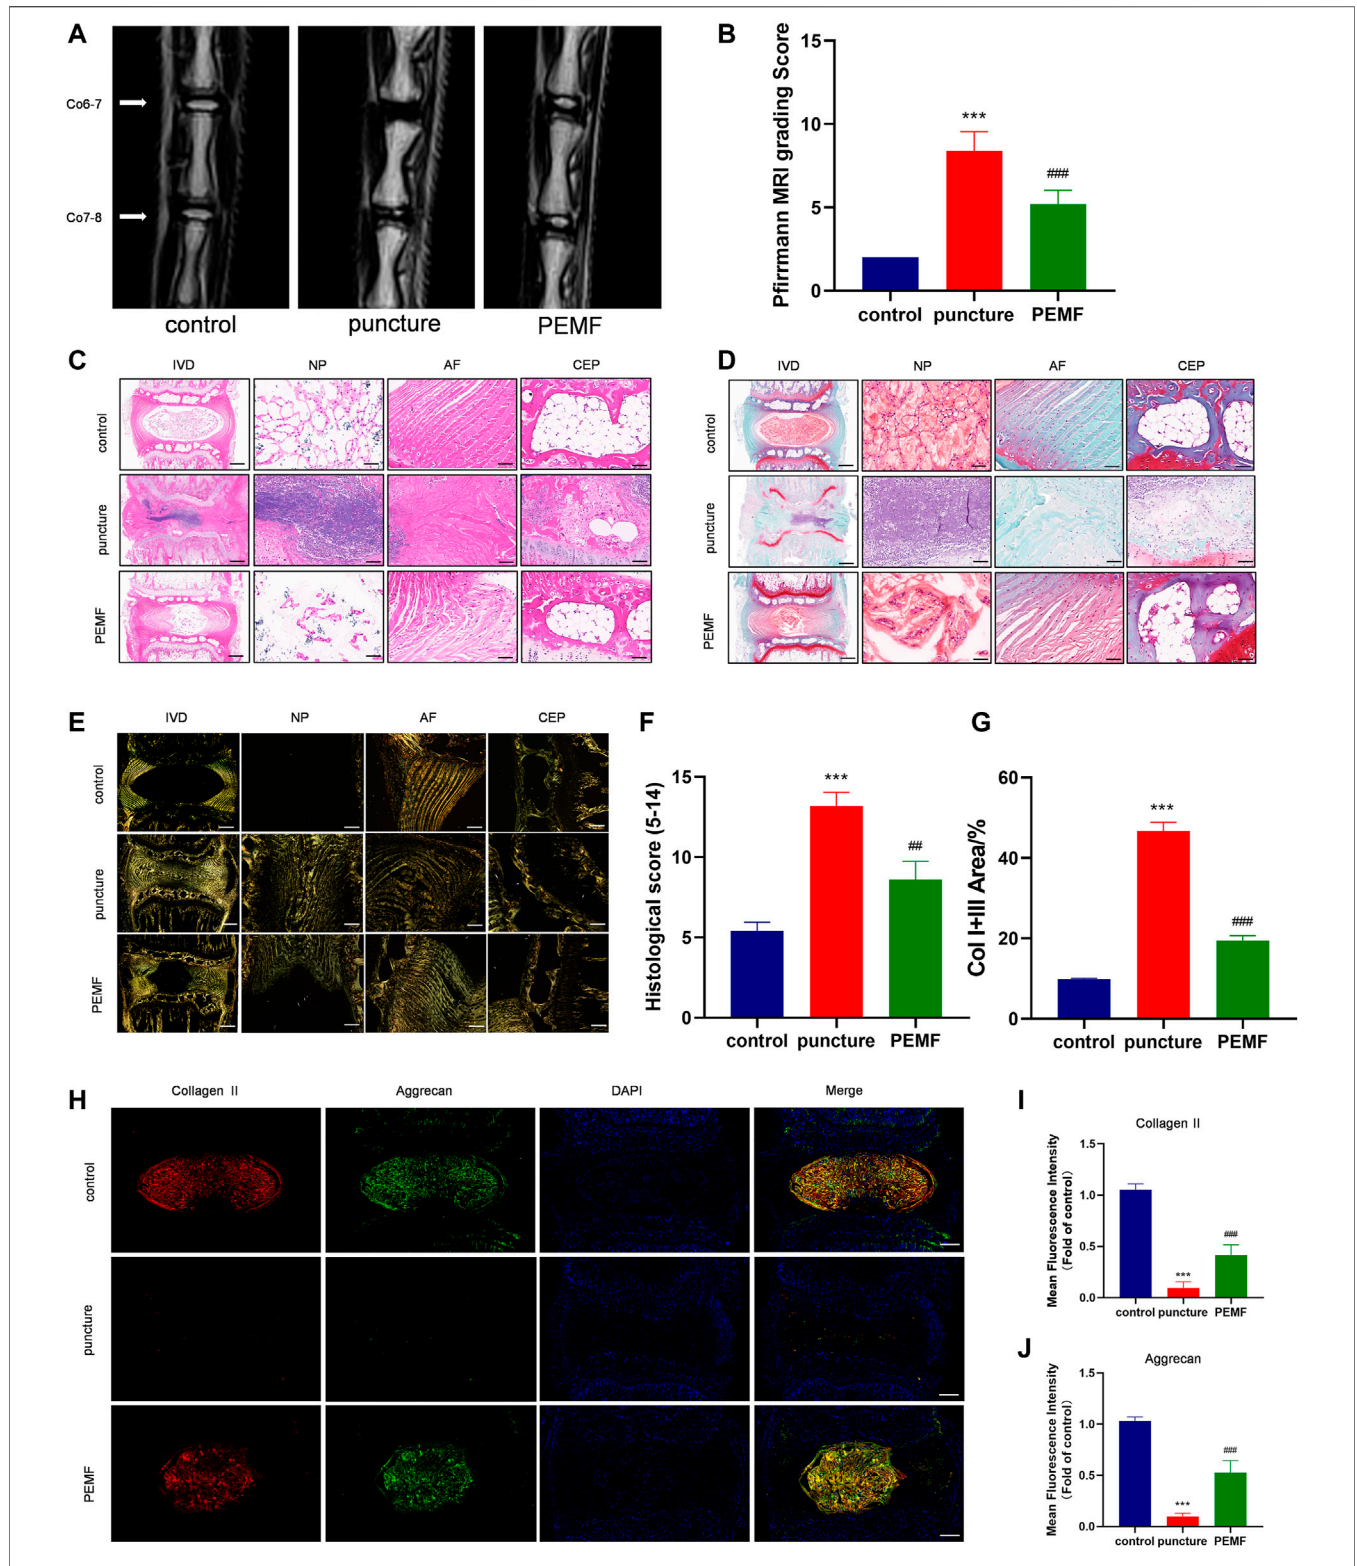 A
Co6-7
Co7-8
control
puncture
PEMF
B
Pfirrmann MRI grading Score
15
10
5
0
***
###
control
puncture
PEMF
C
IVD
NP
AF
CEP
control
puncture
PEMF
D
IVD
NP
AF
CEP
control
puncture
PEMF
E
IVD
NP
AF
CEP
control
puncture
PEMF
F
Histological score (5-14)
15
10
5
0
***
##
control
puncture
PEMF
G
Col I+III Area/%
60
40
20
0
***
###
control
puncture
PEMF
H
Collagen II
Aggrecan
DAPI
Merge
control
puncture
PEMF
I
Collagen II
Mean Fluorescence Intensity
(Fold of control)
1.5
1.0
0.5
0.0
***
###
control
puncture
PEMF
J
Aggrecan
Mean Fluorescence Intensity
(Fold of control)
1.5
1.0
0.5
0.0
***
###
control
puncture
PEMF